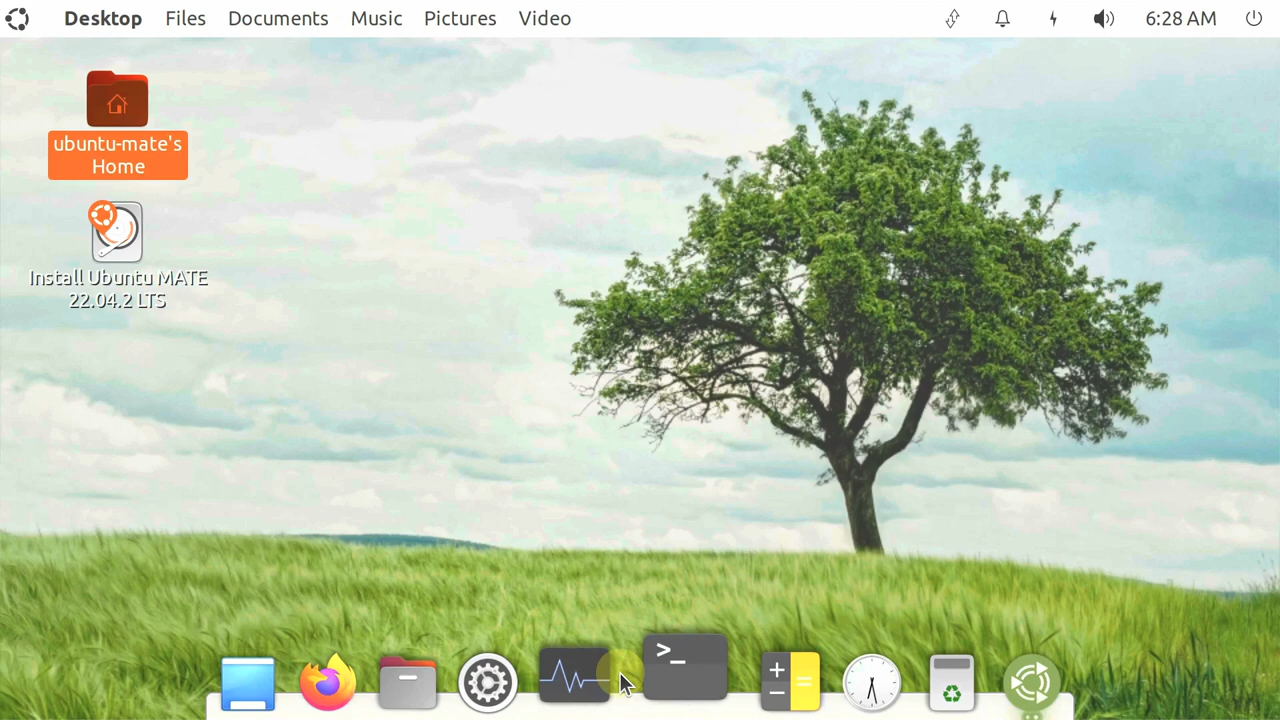 Desktop Files Documents Music Pictures Video 6:28 AM
ubuntu-mate's
Home
Install Ubuntu MATE
22.04.2 LTS
>_